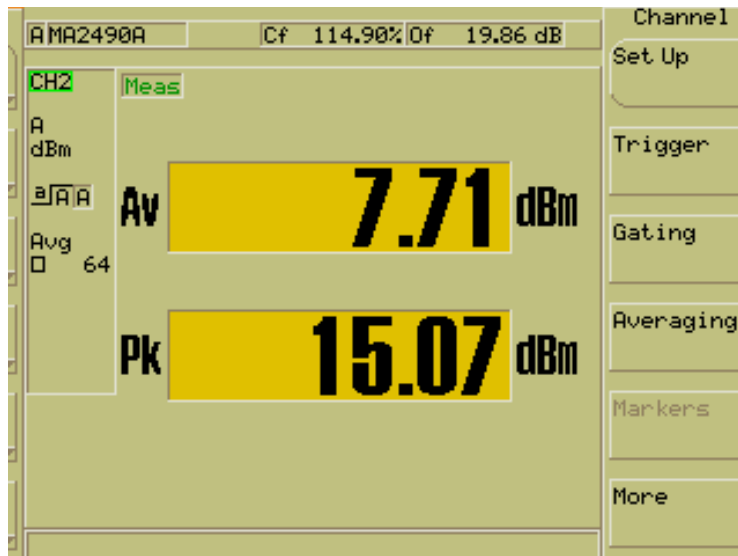 A MA2490A Cf 114.90% Of 19.86 dB
CH2
Meas
A
dBm
a A A
Avg
64
Av 7.71 dBm
Pk 15.07 dBm
Channel
Set Up
Trigger
Gating
Averaging
Markers
More